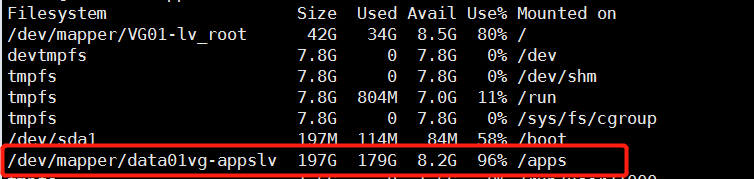 Filesystem Size Used Avail Use% Mounted on
/dev/mapper/VG01-lv_root 42G 34G 8.5G 80% /
devtmpfs 7.8G 0 7.8G 0% /dev
tmpfs 7.8G 0 7.8G 0% /dev/shm
tmpfs 7.8G 804M 7.0G 11% /run
tmpfs 7.8G 0 7.8G 0% /sys/fs/cgroup
/dev/sda1 197M 114M 84M 58% /boot
/dev/mapper/data01vg-appslv 197G 179G 8.2G 96% /apps